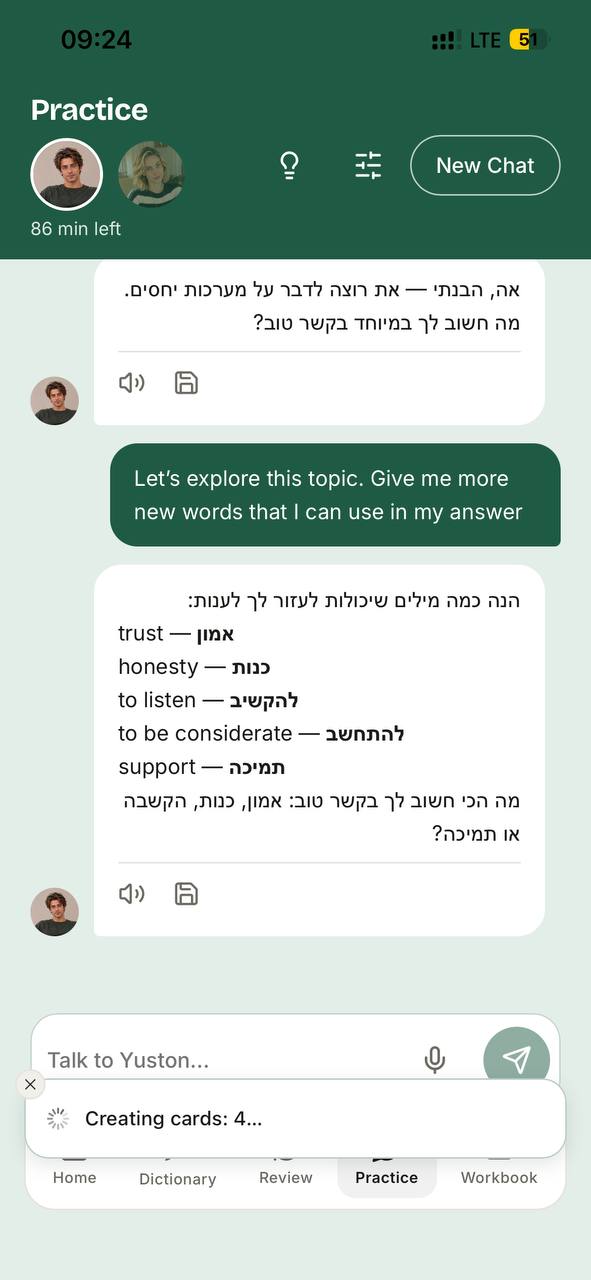 09:24
LTE 51
Practice
New Chat
86 min left
אה, הבנתי — את רוצה לדבר על מערכות יחסים.
מה חשוב לך במיוחד בקשר טוב?
Let’s explore this topic. Give me more
new words that I can use in my answer
הנה כמה מילים שיכולות לעזור לך לענות:
trust — אמון
honesty — כנות
to listen — להקשיב
to be considerate — להתחשב
support — תמיכה
מה הכי חשוב לך בקשר טוב: אמון, כנות, הקשבה
או תמיכה?
Talk to Yuston...
Creating cards: 4...
Home
Dictionary
Review
Practice
Workbook